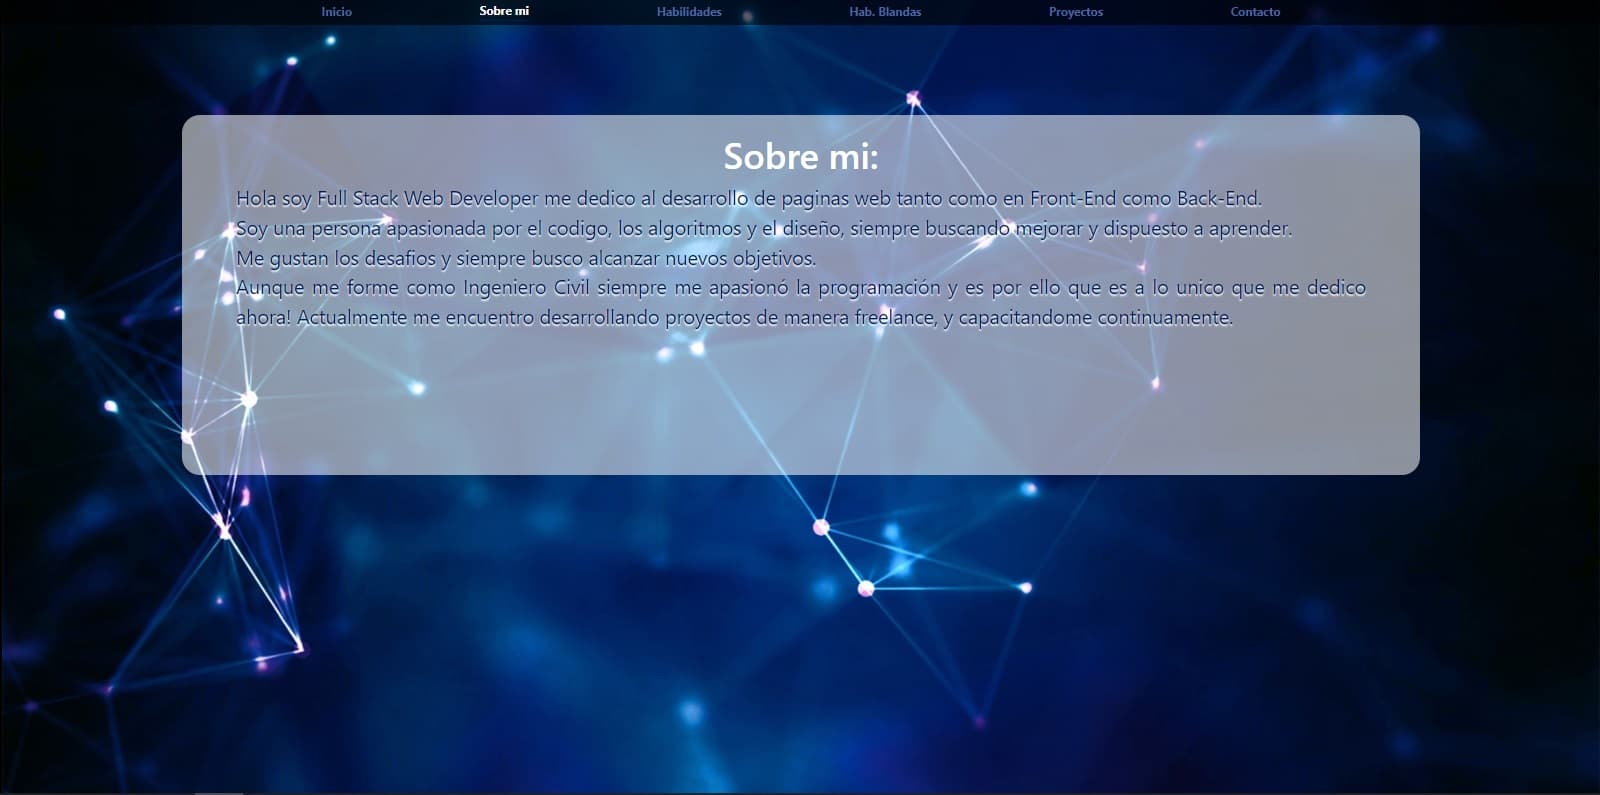 Inicio Sobre mi Habilidades Hab. Blandas Proyectos Contacto
Sobre mi:
Hola soy Full Stack Web Developer me dedico al desarrollo de paginas web tanto como en Front-End como Back-End.
Soy una persona apasionada por el codigo, los algoritmos y el diseño, siempre buscando mejorar y dispuesto a aprender.
Me gustan los desafios y siempre busco alcanzar nuevos objetivos.
Aunque me forme como Ingeniero Civil siempre me apasionó la programación y es por ello que es a lo unico que me dedico
ahora! Actualmente me encuentro desarrollando proyectos de manera freelance, y capacitandome continuamente.